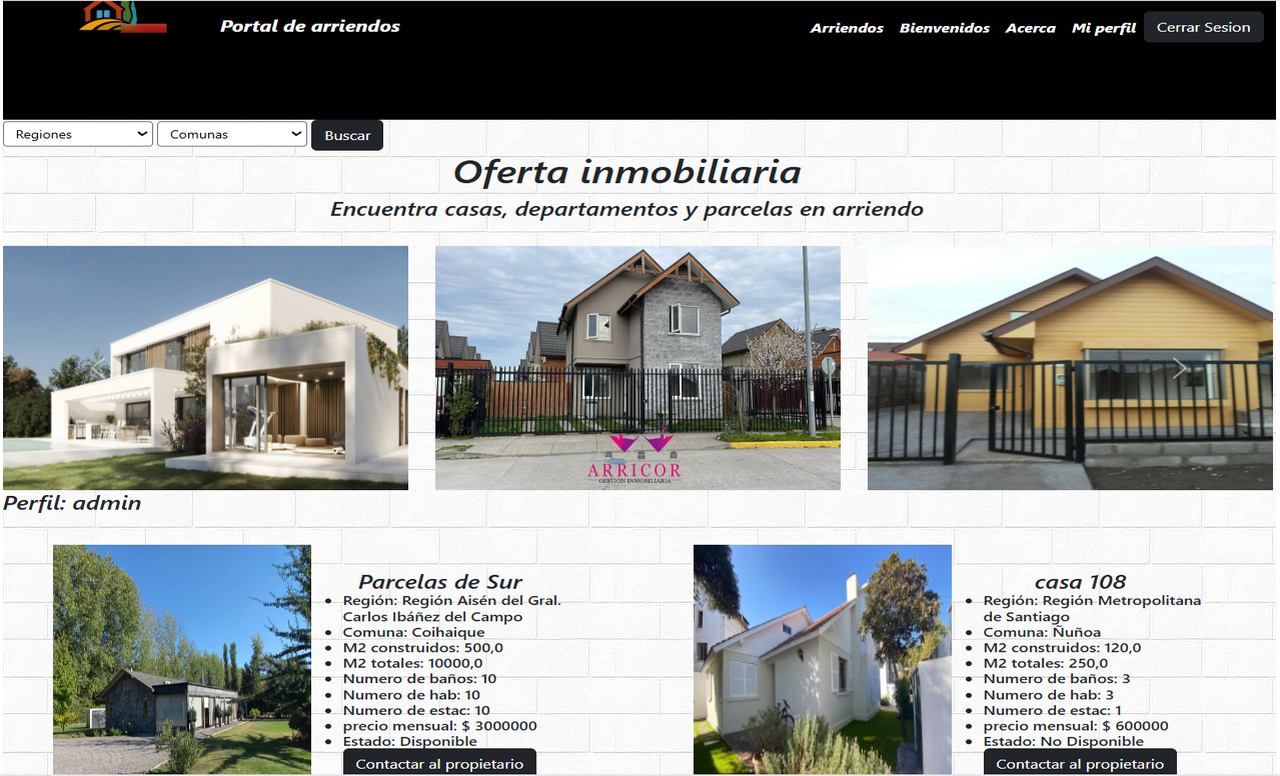 Portal de arriendos
Arriendos Bienvenidos Acerca Mi perfil Cerrar Sesion
Regiones Comunas Buscar
Oferta inmobiliaria
Encuentra casas, departamentos y parcelas en arriendo
ARRICOR
GESTIÓN INMOBILIARIA
Perfil: admin
Parcelas de Sur
Región: Región Aisén del Gral.
Carlos Ibáñez del Campo
Comuna: Coihaique
M2 construidos: 500,0
M2 totales: 10000,0
Numero de baños: 10
Numero de hab: 10
Numero de estac: 10
precio mensual: $ 3000000
Estado: Disponible
Contactar al propietario
casa 108
Región: Región Metropolitana
de Santiago
Comuna: Ñuñoa
M2 construidos: 120,0
M2 totales: 250,0
Numero de baños: 3
Numero de hab: 3
Numero de estac: 1
precio mensual: $ 600000
Estado: No Disponible
Contactar al propietario